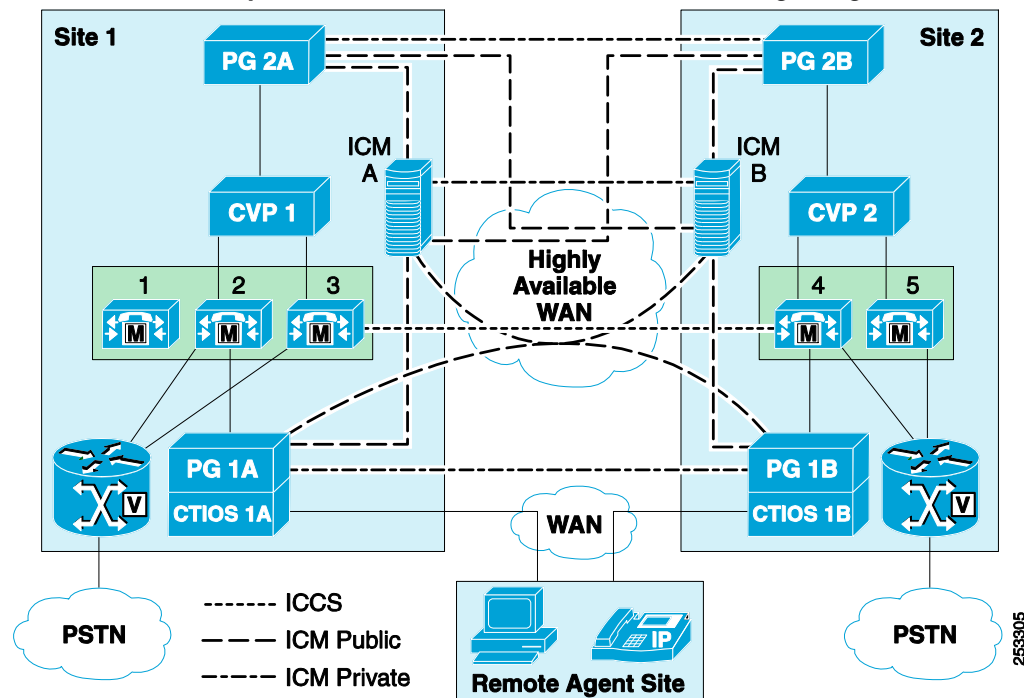 Site 1
Site 2
PG 2A
PG 2B
ICM
A
ICM
B
CVP 1
CVP 2
Highly
Available
WAN
1
2
3
4
5
M
M
M
M
M
PG 1A
PG 1B
V
V
CTIOS 1A
CTIOS 1B
WAN
PSTN
PSTN
ICCS
ICM Public
ICM Private
IP
Remote Agent Site
253305